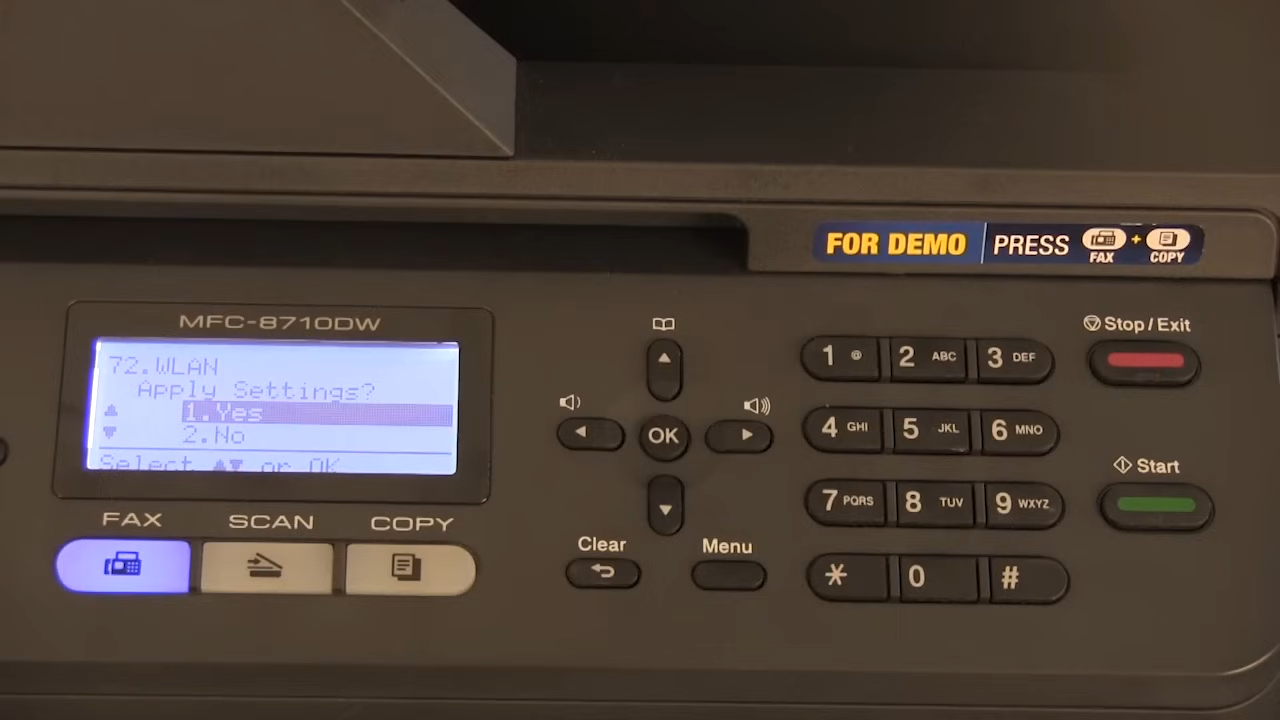 FOR DEMO PRESS FAX + COPY
MFC-8710DW
72.WLAN
Apply Settings?
1.Yes
2.No
Select ▲▼ or OK
FAX SCAN COPY
OK
Clear Menu
1 @ 2 ABC 3 DEF
4 GHI 5 JKL 6 MNO
7 PQRS 8 TUV 9 WXYZ
* 0 #
Stop/Exit
Start